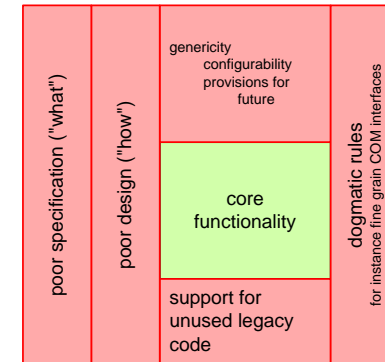 poor specification ("what")
poor design ("how")
genericity
configurability
provisions for
future
core
functionality
support for
unused legacy
code
dogmatic rules
for instance fine grain COM interfaces